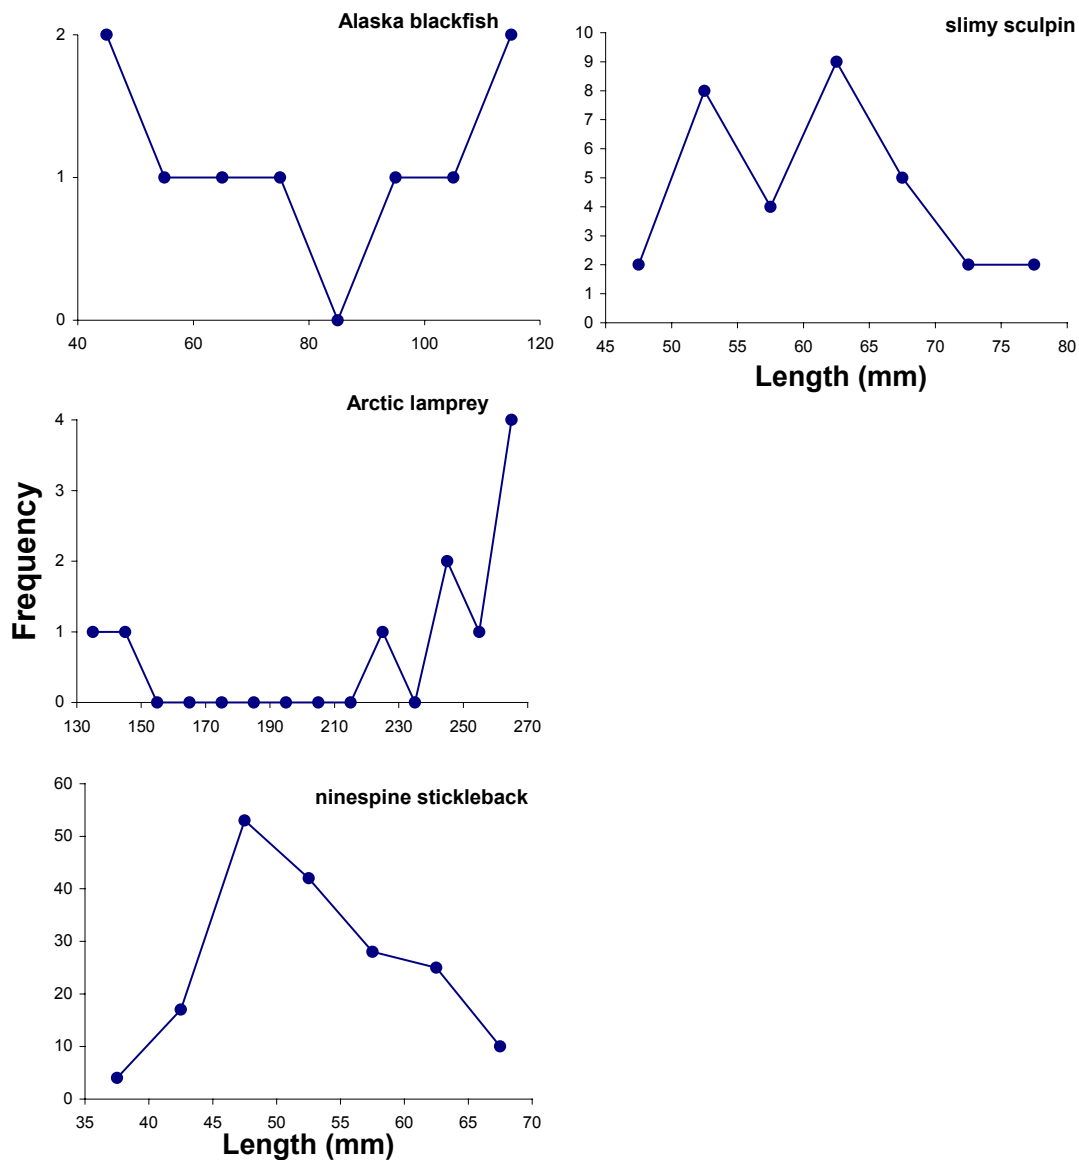 Alaska blackfish
2
1
0
40 60 80 100 120
slimy sculpin
10
9
8
7
6
5
4
3
2
1
0
45 50 55 60 65 70 75 80
Length (mm)
Arctic lamprey
Frequency
4
3
2
1
0
130 150 170 190 210 230 250 270
ninespine stickleback
60
50
40
30
20
10
0
35 40 45 50 55 60 65 70
Length (mm)